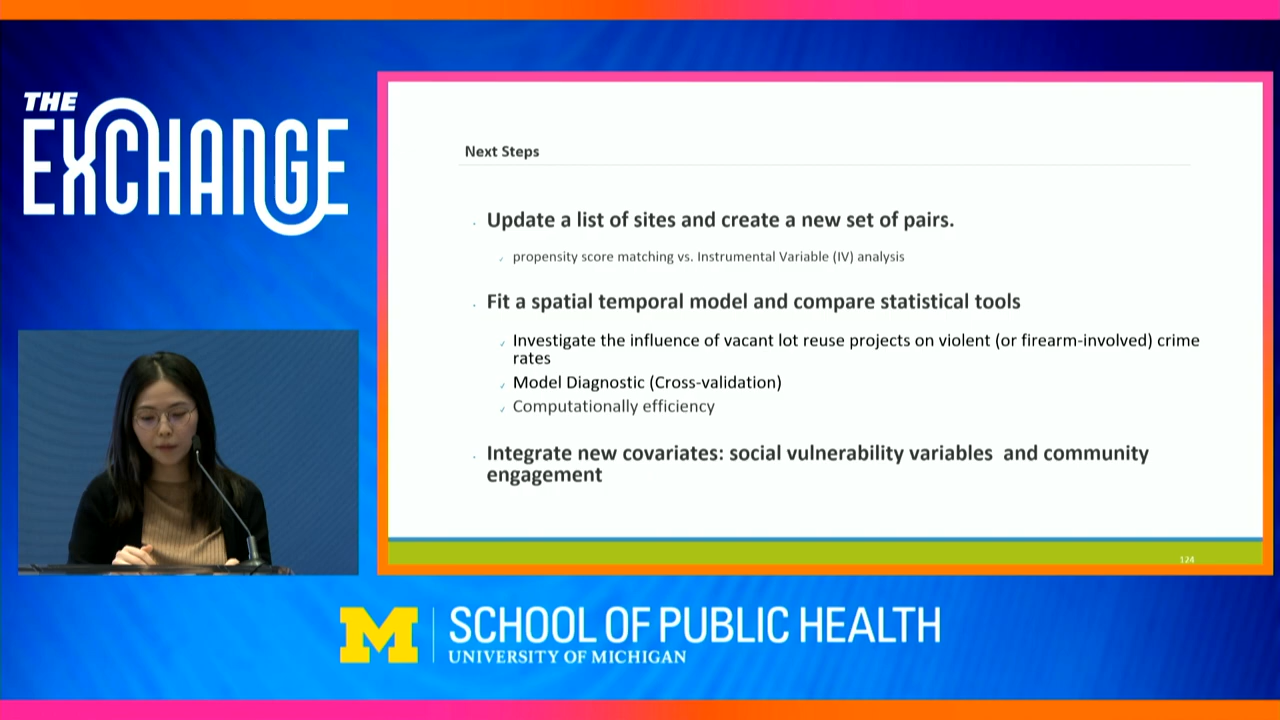 THE
EXCHANGE
Next Steps
Update a list of sites and create a new set of pairs.
propensity score matching vs. Instrumental Variable (IV) analysis
Fit a spatial temporal model and compare statistical tools
Investigate the influence of vacant lot reuse projects on violent (or firearm-involved) crime
rates
Model Diagnostic (Cross-validation)
Computationally efficiency
Integrate new covariates: social vulnerability variables and community
engagement
124
M
SCHOOL OF PUBLIC HEALTH
UNIVERSITY OF MICHIGAN